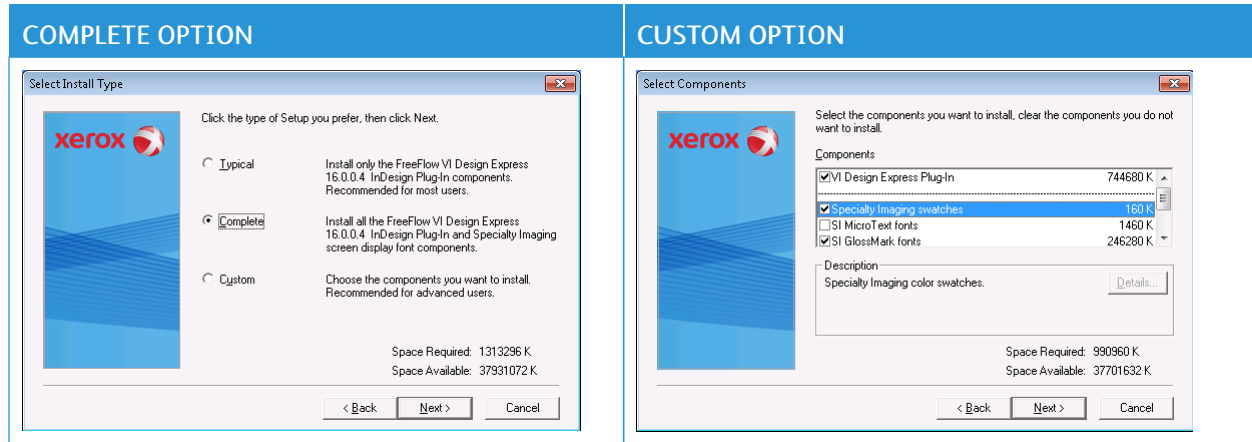 COMPLETE OPTION
CUSTOM OPTION
Select Install Type
xerox
Click the type of Setup you prefer, then click Next.
Typical
Install only the FreeFlow VI Design Express
16.0.0.4 InDesign Plug-In components.
Recommended for most users.
Complete
Install all the FreeFlow VI Design Express
16.0.0.4 InDesign Plug-In and Specialty Imaging
screen display font components.
Custom
Choose the components you want to install.
Recommended for advanced users.
Space Required: 1313296 K
Space Available: 37931072 K
< Back
Next >
Cancel
Select Components
xerox
Select the components you want to install, clear the components you do not
want to install.
Components
VI Design Express Plug-In 744680 K
Specialty Imaging swatches 160 K
SI MicroText fonts 1460 K
SI GlossMark fonts 246280 K
Description
Specialty Imaging color swatches.
Details...
Space Required: 990960 K
Space Available: 37701632 K
< Back
Next >
Cancel